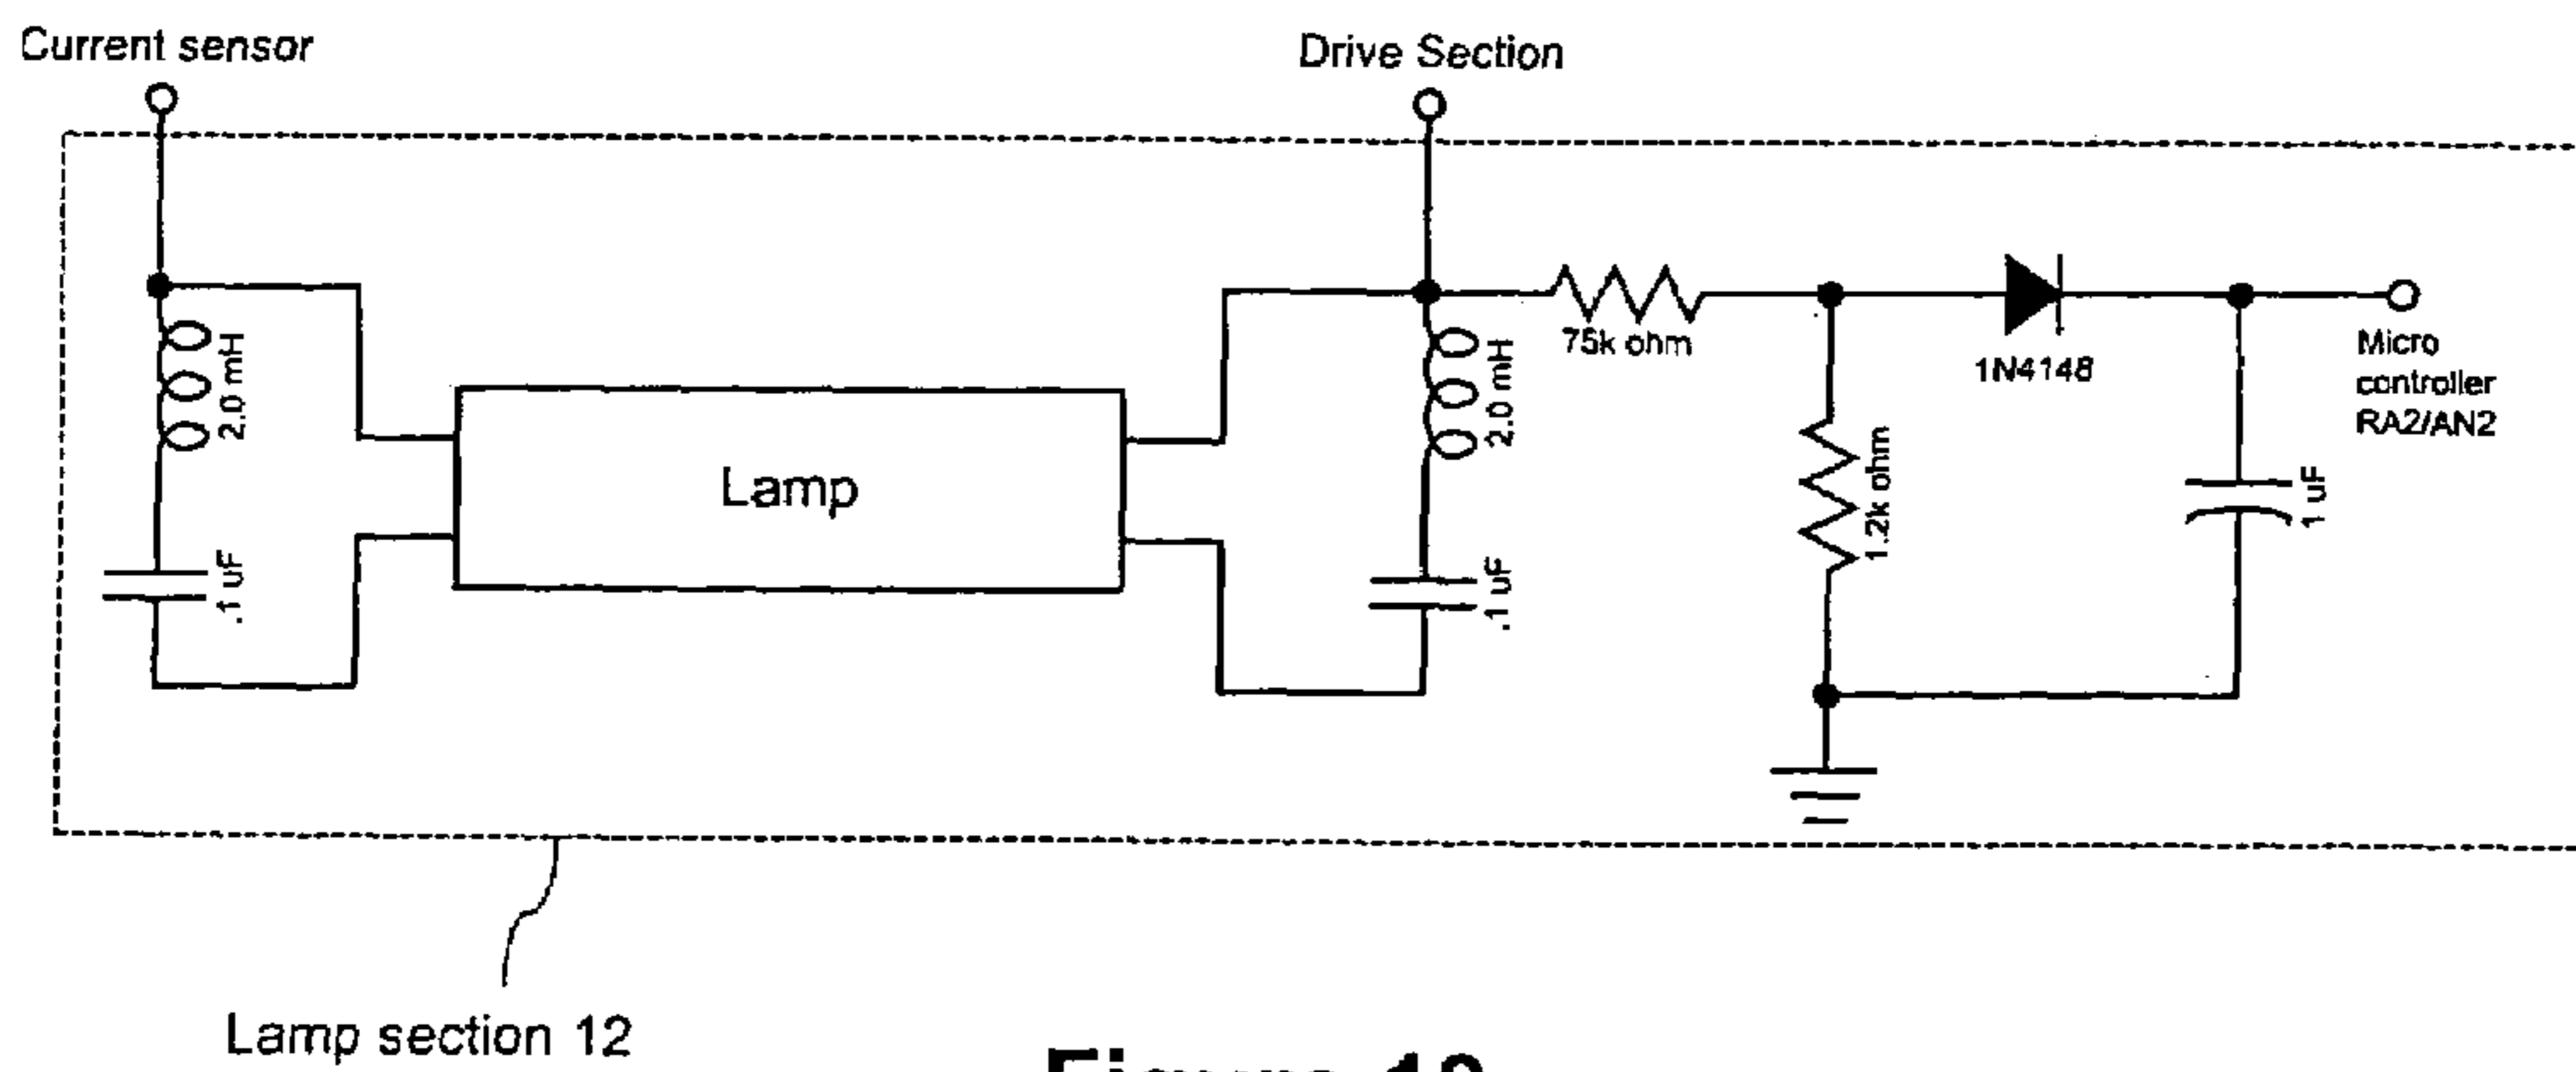 Current sensor
Drive Section
75k ohm
1N4148
Micro
controller
RA2/AN2
2.0 mH
2.0 mH
Lamp
1.2k ohm
1 uF
.1 uF
.1 uF
Lamp section 12